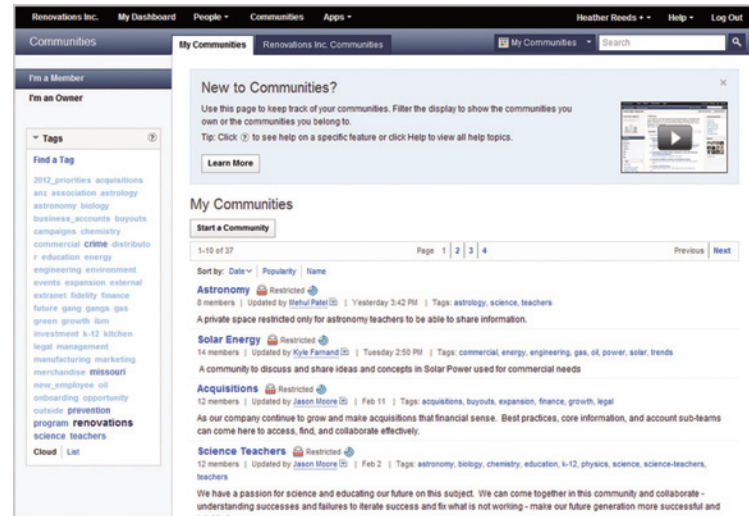 Renovations Inc. My Dashboard People Communities Apps Heather Reeds + Help Log Out
Communities My Communities Renovations Inc. Communities My Communities Search
I'm a Member
I'm an Owner
Tags
Find a Tag
2012_priorities acquisitions
anz association astrology
astronomy biology
business_accounts buyouts
campaigns chemistry
commercial crime distributo
r education energy
engineering environment
events expansion external
extranet fidelity finance
future gang gangs gas
green growth ibm
investment k-12 kitchen
legal management
manufacturing marketing
merchandise missouri
new_employee oil
onboarding opportunity
outside prevention
program renovations
science teachers
Cloud | List
New to Communities?
Use this page to keep track of your communities. Filter the display to show the communities you
own or the communities you belong to.
Tip: Click ? to see help on a specific feature or click Help to view all help topics.
Learn More
My Communities
Start a Community
1-10 of 37 Page 1 | 2 | 3 | 4 Previous | Next
Sort by: Date | Popularity | Name
Astronomy Restricted
8 members | Updated by Mehul Patel | Yesterday 3:42 PM | Tags: astrology, science, teachers
A private space restricted only for astronomy teachers to be able to share information.
Solar Energy Restricted
14 members | Updated by Kyle Farnand | Tuesday 2:50 PM | Tags: commercial, energy, engineering, gas, oil, power, solar, trends
A community to discuss and share ideas and concepts in Solar Power used for commercial needs
Acquisitions Restricted
12 members | Updated by Jason Moore | Feb 11 | Tags: acquisitions, buyouts, expansion, finance, growth, legal
As our company continue to grow and make acquisitions that financial sense. Best practices, core information, and account sub-teams
can come here to access, find, and collaborate effectively.
Science Teachers Restricted
12 members | Updated by Jason Moore | Feb 2 | Tags: astronomy, biology, chemistry, education, k-12, physics, science, science-teachers,
teachers
We have a passion for science and educating our future on this subject. We can come together in this community and collaborate -
understanding successes and failures to iterate success and fix what is not working - make our future generation more successful and